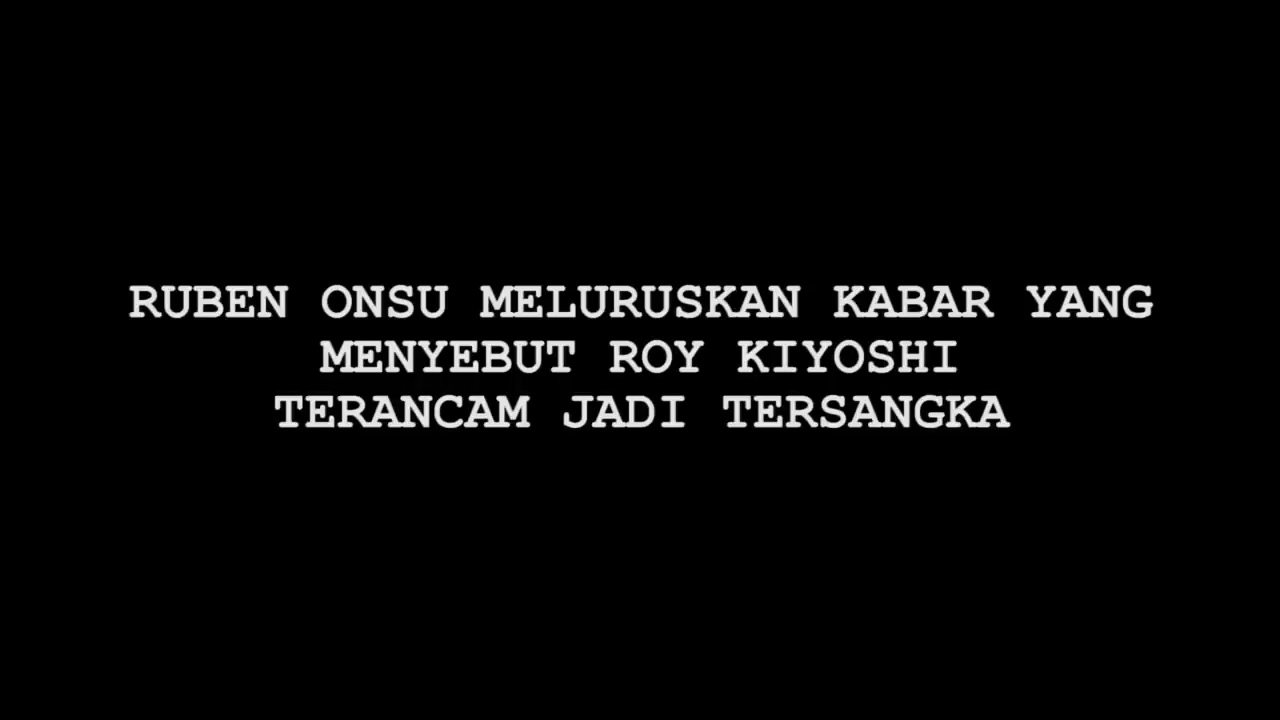 RUBEN ONSU MELURUSKAN KABAR YANG
MENYEBUT ROY KIYOSHI
TERANCAM JADI TERSANGKA